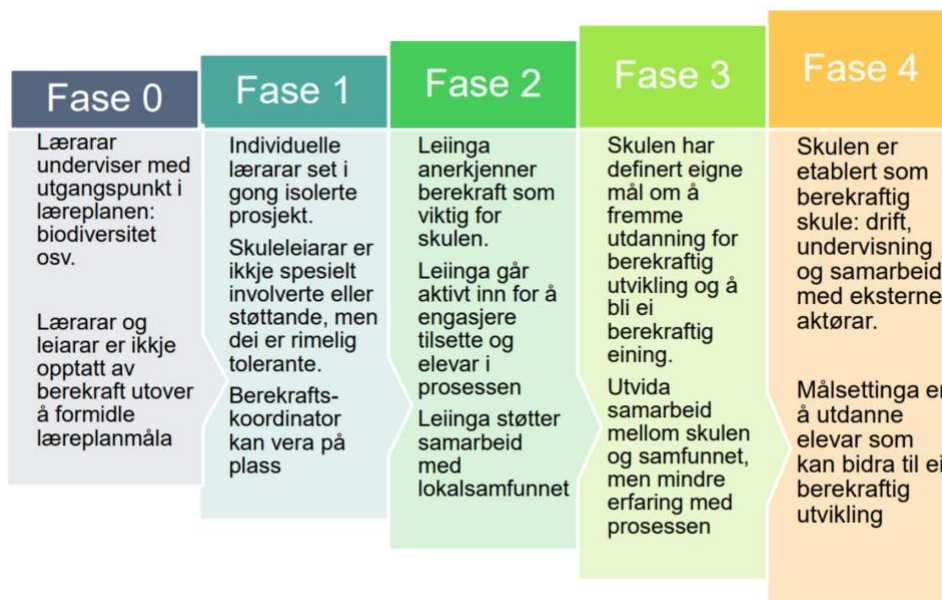 Fase 0
Lærarar
underviser med
utgangspunkt i
læreplanen:
biodiversitet
osv.
Lærarar og
leiarar er ikkje
opptatt av
berekraft utover
å formidle
læreplanmåla
Fase 1
Individuelle
lærarar set i
gong isolerte
prosjekt.
Skuleleiarar er
ikkje spesielt
involverte eller
støttande, men
dei er rimelig
tolerante.
Berekrafts-
koordinator
kan vera på
plass
Fase 2
Leiinga
anerkjenner
berekraft som
viktig for
skulen.
Leiinga går
aktivt inn for å
engasjere
tilsette og
elevar i
prosessen
Leiinga støtter
samarbeid
med
lokalsamfunnet
Fase 3
Skulen har
definert eigne
mål om å
fremme
utdanning for
berekraftig
utvikling og å
bli ei
berekraftig
eining.
Utvida
samarbeid
mellom skulen
og samfunnet,
men mindre
erfaring med
prosessen
Fase 4
Skulen er
etablert som
berekraftig
skule: drift,
undervisning
og samarbeid
med eksterne
aktørar.
Målsettinga er
å utdanne
elevar som
kan bidra til ei
berekraftig
utvikling